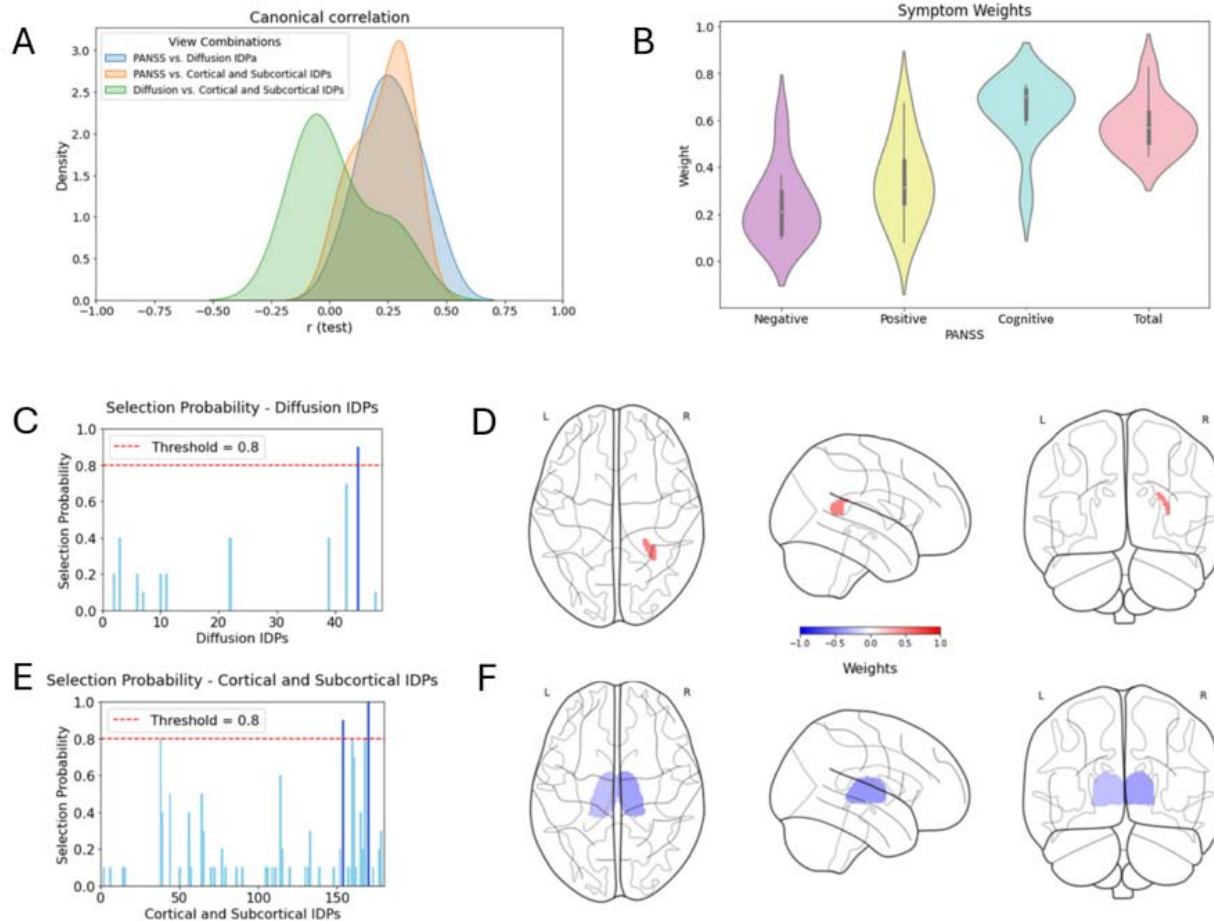 A
Canonical correlation
View Combinations
PANSS vs. Diffusion IDPa
PANSS vs. Cortical and Subcortical IDPs
Diffusion vs. Cortical and Subcortical IDPs
Density
3.0
2.5
2.0
1.5
1.0
0.5
0.0
−1.00 −0.75 −0.50 −0.25 0.00 0.25 0.50 0.75 1.00
r (test)
B
Symptom Weights
Weight
1.0
0.8
0.6
0.4
0.2
0.0
Negative Positive Cognitive Total
PANSS
C
Selection Probability - Diffusion IDPs
Threshold = 0.8
Selection Probability
1.0
0.8
0.6
0.4
0.2
0.0
0 10 20 30 40
Diffusion IDPs
D
L R
R
−1.0 −0.5 0.0 0.5 1.0
Weights
E
Selection Probability - Cortical and Subcortical IDPs
Threshold = 0.8
Selection Probability
1.0
0.8
0.6
0.4
0.2
0.0
0 50 100 150
Cortical and Subcortical IDPs
F
L R
L R